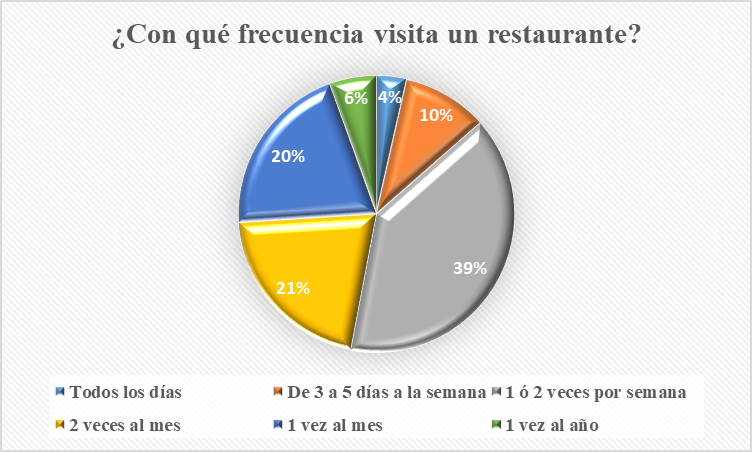 ¿Con qué frecuencia visita un restaurante?
4%
10%
39%
21%
20%
6%
Todos los días
De 3 a 5 días a la semana
1 ó 2 veces por semana
2 veces al mes
1 vez al mes
1 vez al año